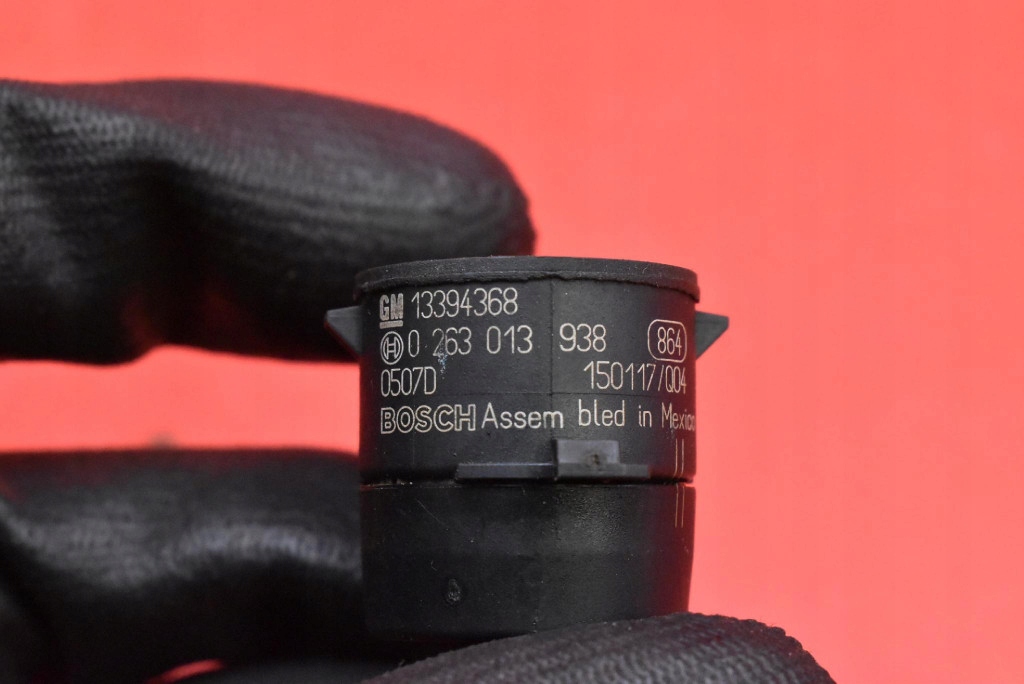 GM 13394368
0 263 013 938 864
0507D 150117/Q04
BOSCH Assem bled in Mexico